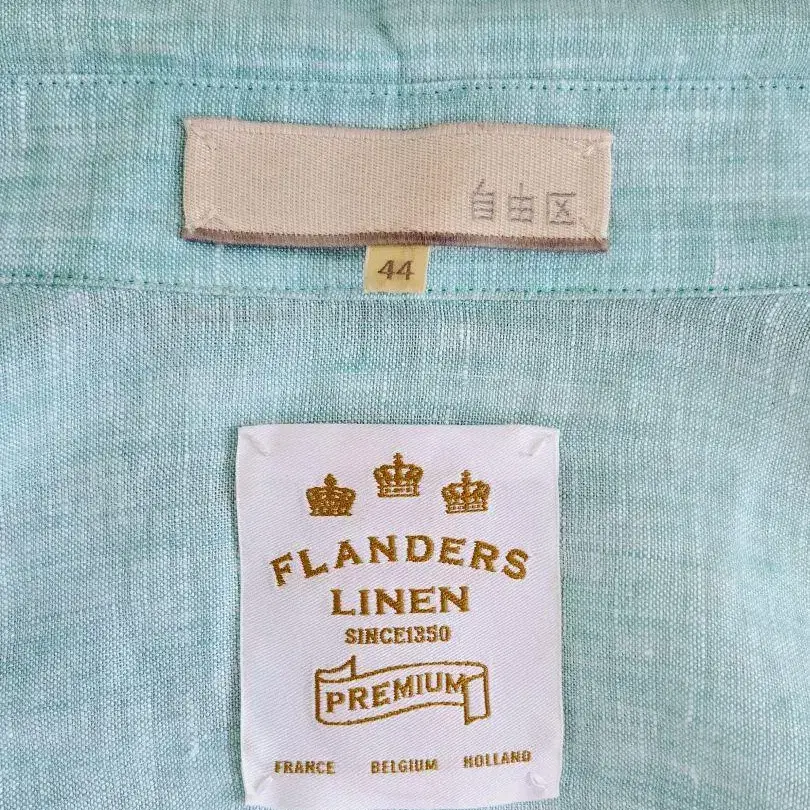 自由区
44
FLANDERS
LINEN
SINCE1350
PREMIUM
FRANCE BELGIUM HOLLAND